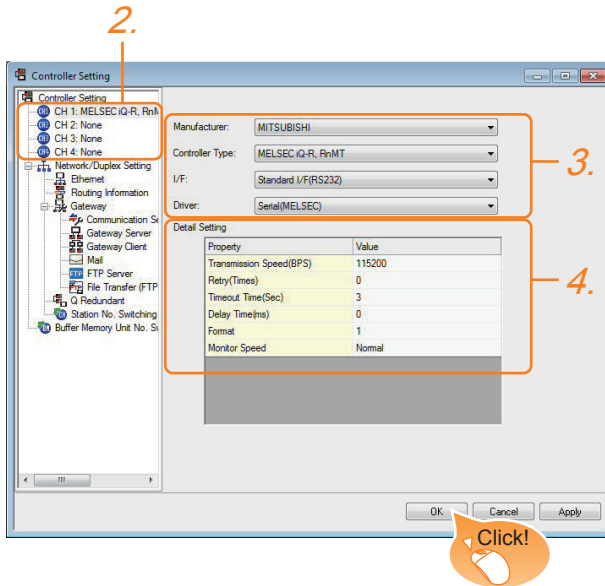 2.
Controller Setting
Controller Setting
CH 1: MELSEC iQ-R, RnM
CH 2: None
CH 3: None
CH 4: None
Network/Duplex Setting
Ethernet
Routing Information
Gateway
Communication Se
Gateway Server
Gateway Client
Mail
FTP FTP Server
File Transfer (FTP
Q Redundant
Station No. Switching
Buffer Memory Unit No. Sw
Manufacturer: MITSUBISHI
Controller Type: MELSEC iQ-R, RnMT
I/F: Standard I/F(RS232)
Driver: Serial(MELSEC)
3.
Detail Setting
Property Value
Transmission Speed(BPS) 115200
Retry(Times) 0
Timeout Time(Sec) 3
Delay Time(ms) 0
Format 1
Monitor Speed Normal
4.
OK Cancel Apply
Click!